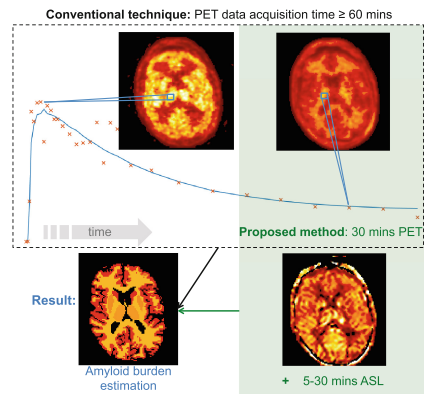 Conventional technique: PET data acquisition time ≥ 60 mins
time
Proposed method: 30 mins PET
Result:
Amyloid burden
estimation
+ 5-30 mins ASL